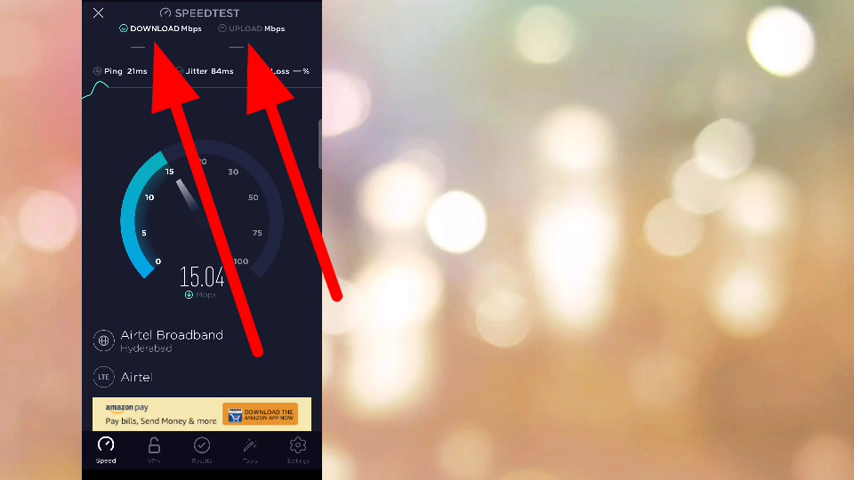 SPEEDTEST
DOWNLOAD Mbps UPLOAD Mbps
Ping 21ms Jitter 84ms Loss — %
20
15 30
10 50
5 75
0 100
15.04
Mbps
Airtel Broadband
Hyderabad
LTE Airtel
amazon pay
Pay bills, Send Money & more
DOWNLOAD THE
AMAZON APP NOW
Speed VPN Results Tools Settings